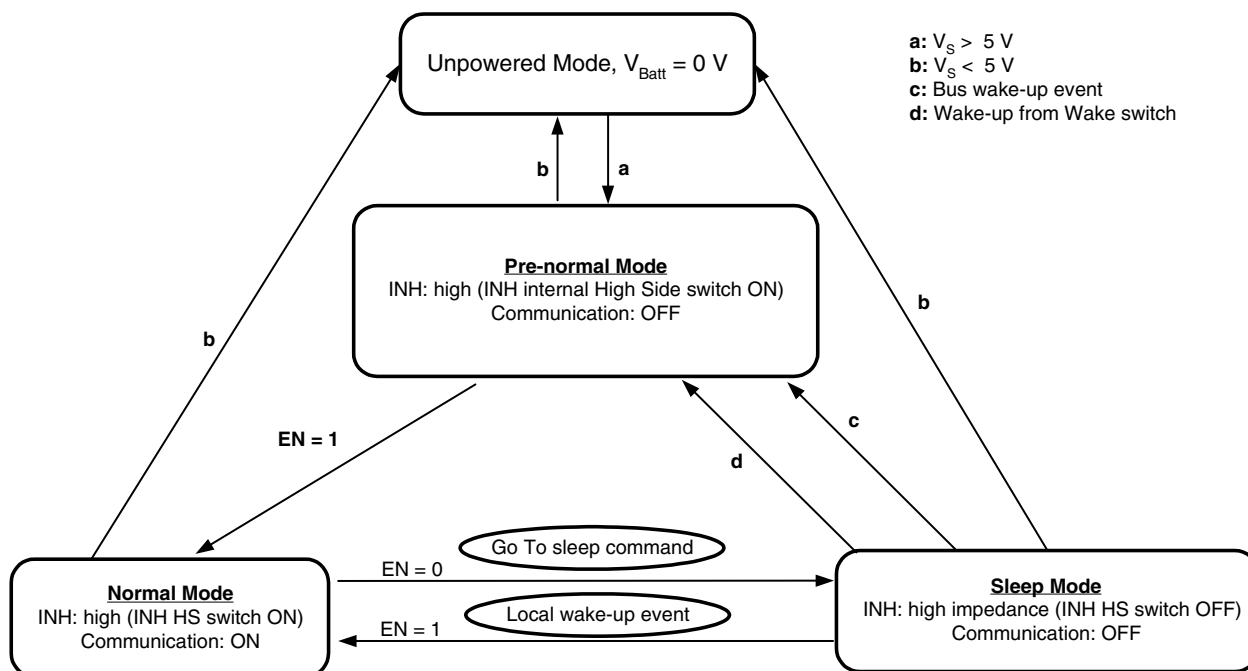 Unpowered Mode, V_Batt = 0 V
a: V_S > 5 V
b: V_S < 5 V
c: Bus wake-up event
d: Wake-up from Wake switch
b
a
Pre-normal Mode
INH: high (INH internal High Side switch ON)
Communication: OFF
b
b
EN = 1
d
c
Go To sleep command
EN = 0
Local wake-up event
EN = 1
Normal Mode
INH: high (INH HS switch ON)
Communication: ON
Sleep Mode
INH: high impedance (INH HS switch OFF)
Communication: OFF